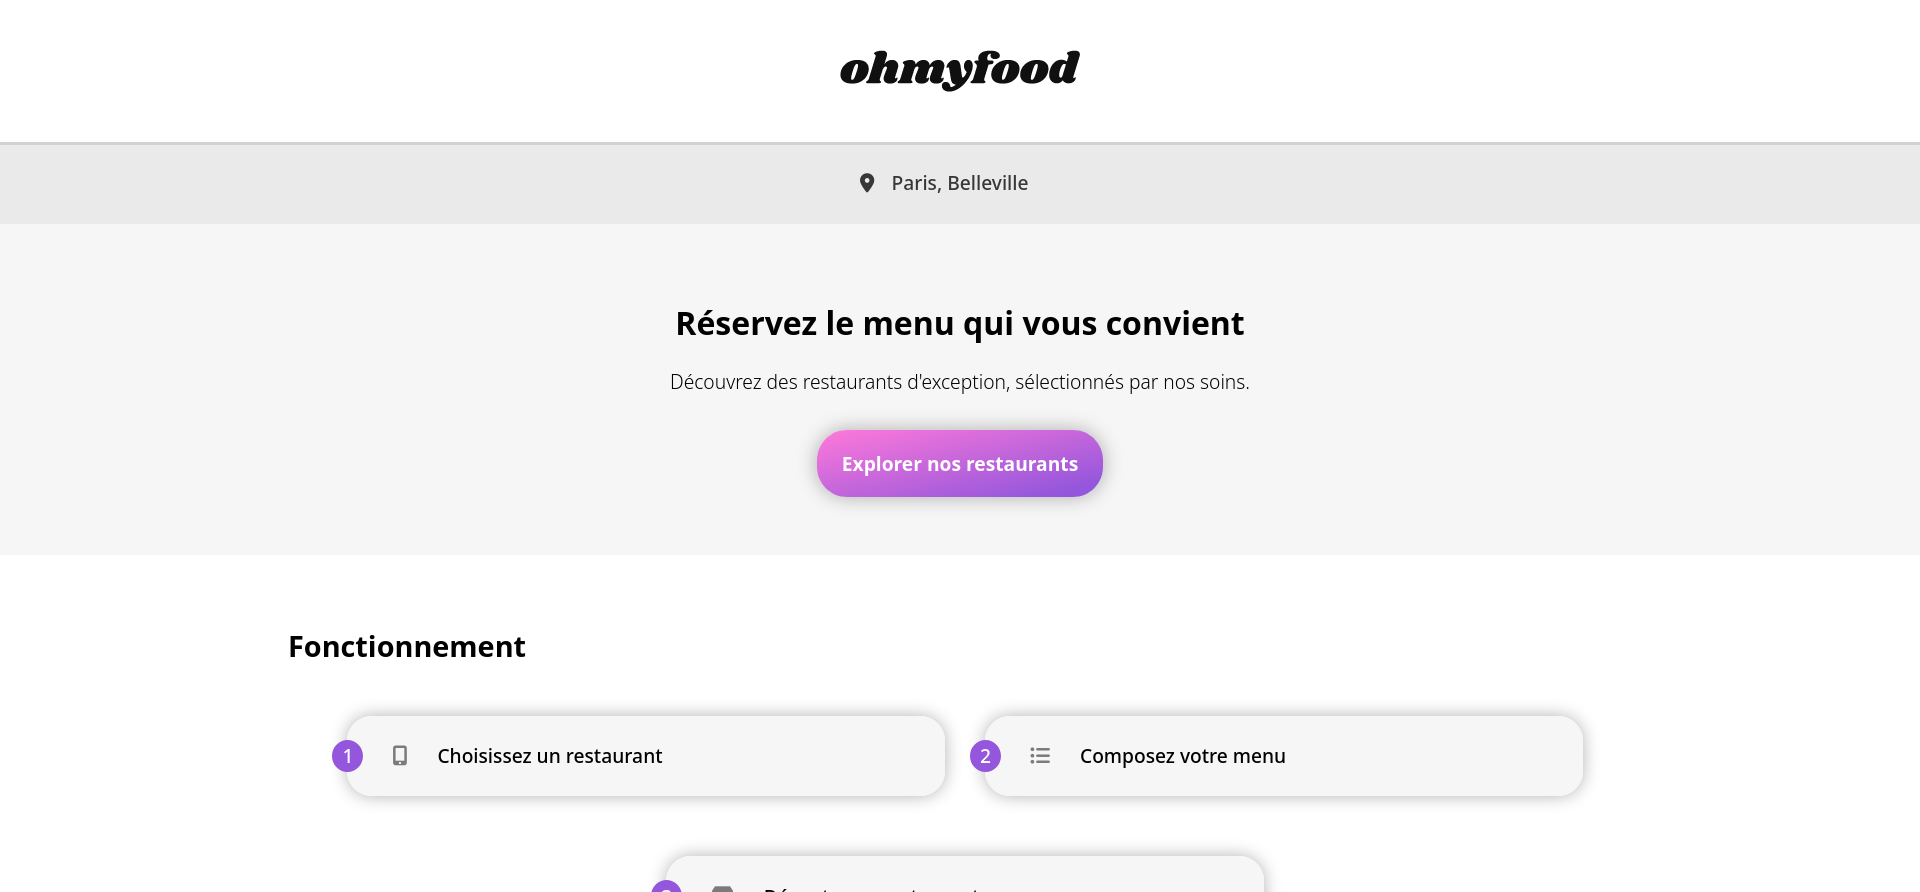 ohmyfood
Paris, Belleville
Réservez le menu qui vous convient
Découvrez des restaurants d'exception, sélectionnés par nos soins.
Explorer nos restaurants
Fonctionnement
1 Choisissez un restaurant
2 Composez votre menu